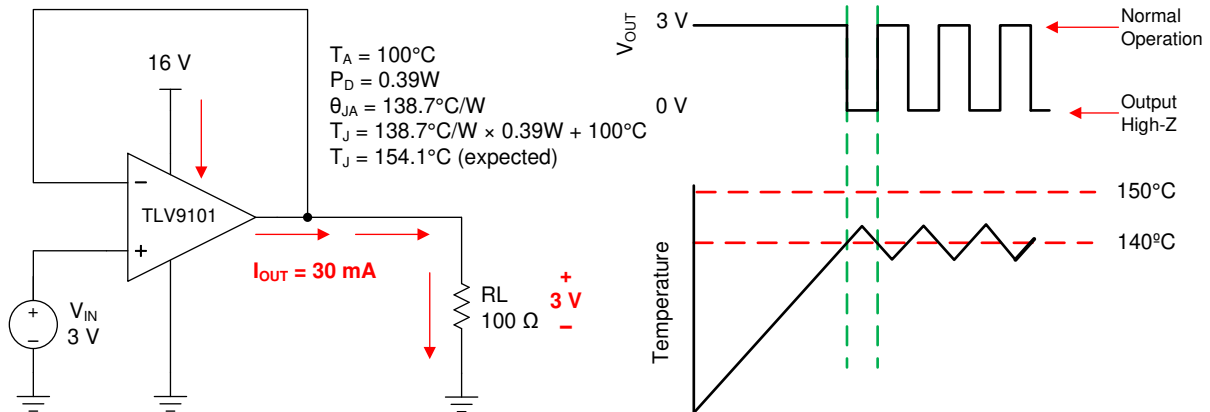 16 V
T_A = 100°C
P_D = 0.39W
θ_JA = 138.7°C/W
T_J = 138.7°C/W × 0.39W + 100°C
T_J = 154.1°C (expected)
−
TLV9101
+
I_OUT = 30 mA
+
−
V_IN
3 V
RL
100 Ω
+
3 V
−
V_OUT
3 V
0 V
Normal
Operation
Output
High-Z
Temperature
150°C
140ºC